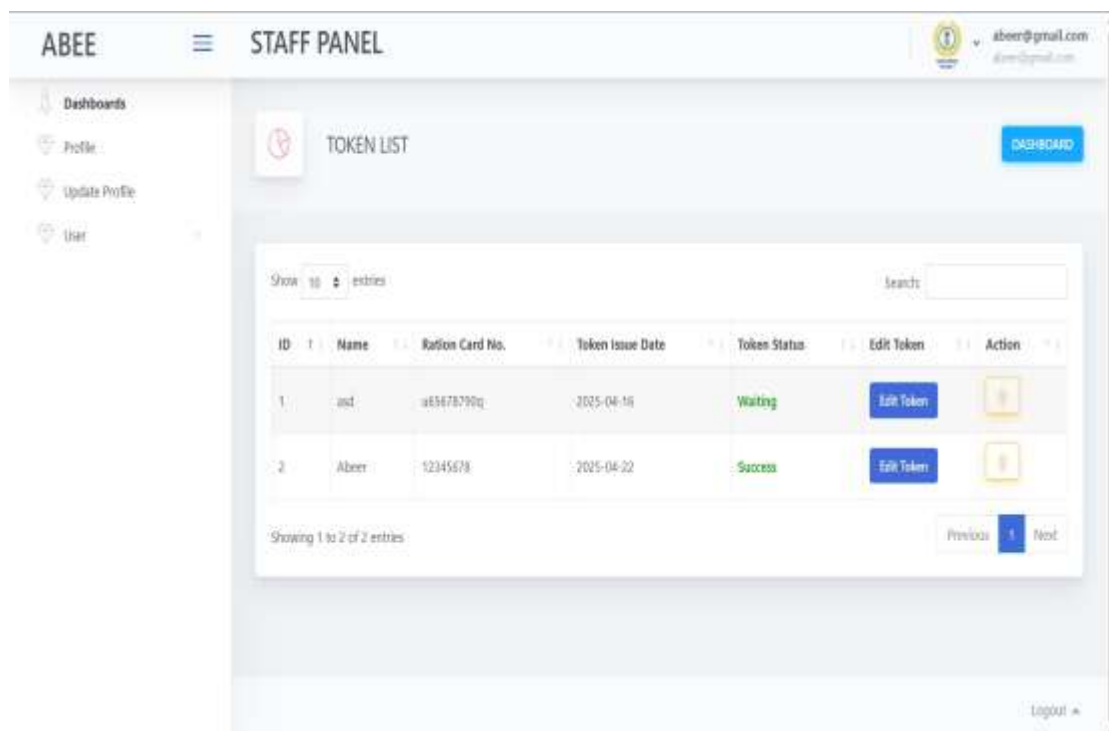 ABEE STAFF PANEL abeer@gmail.com
abeer@gmail.com
Dashboards
Profile TOKEN LIST DASHBOARD
Update Profile
User
Show 10 entries Search:
ID Name Ration Card No. Token Issue Date Token Status Edit Token Action
1 asd 2025-04-16 Waiting Edit Token
2 Abeer 12345678 2025-04-22 Success Edit Token
Showing 1 to 2 of 2 entries Previous 1 Next
Logout